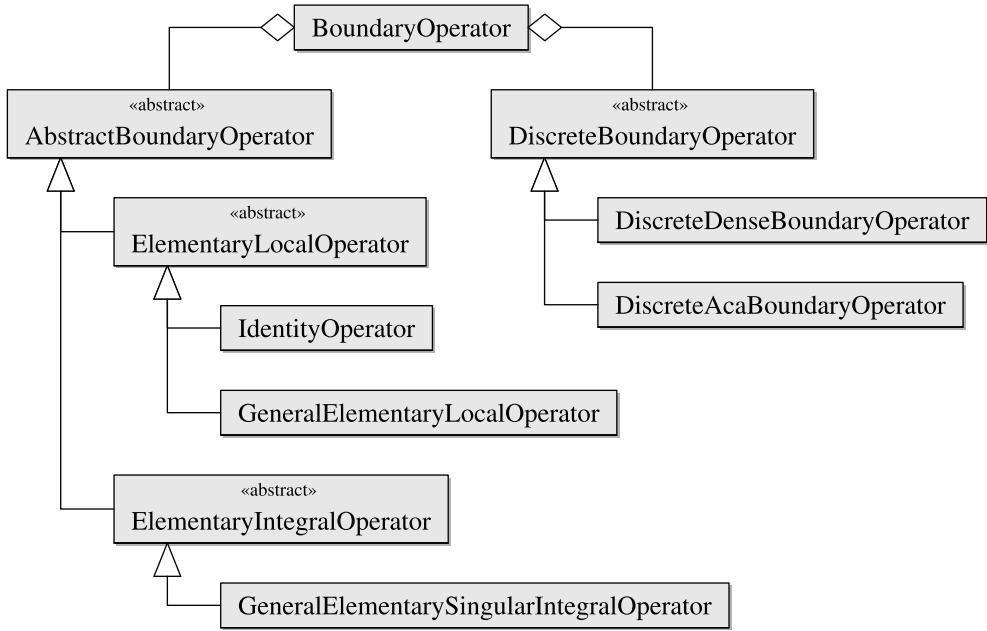 BoundaryOperator
«abstract»
AbstractBoundaryOperator
«abstract»
DiscreteBoundaryOperator
«abstract»
ElementaryLocalOperator
DiscreteDenseBoundaryOperator
DiscreteAcaBoundaryOperator
IdentityOperator
GeneralElementaryLocalOperator
«abstract»
ElementaryIntegralOperator
GeneralElementarySingularIntegralOperator